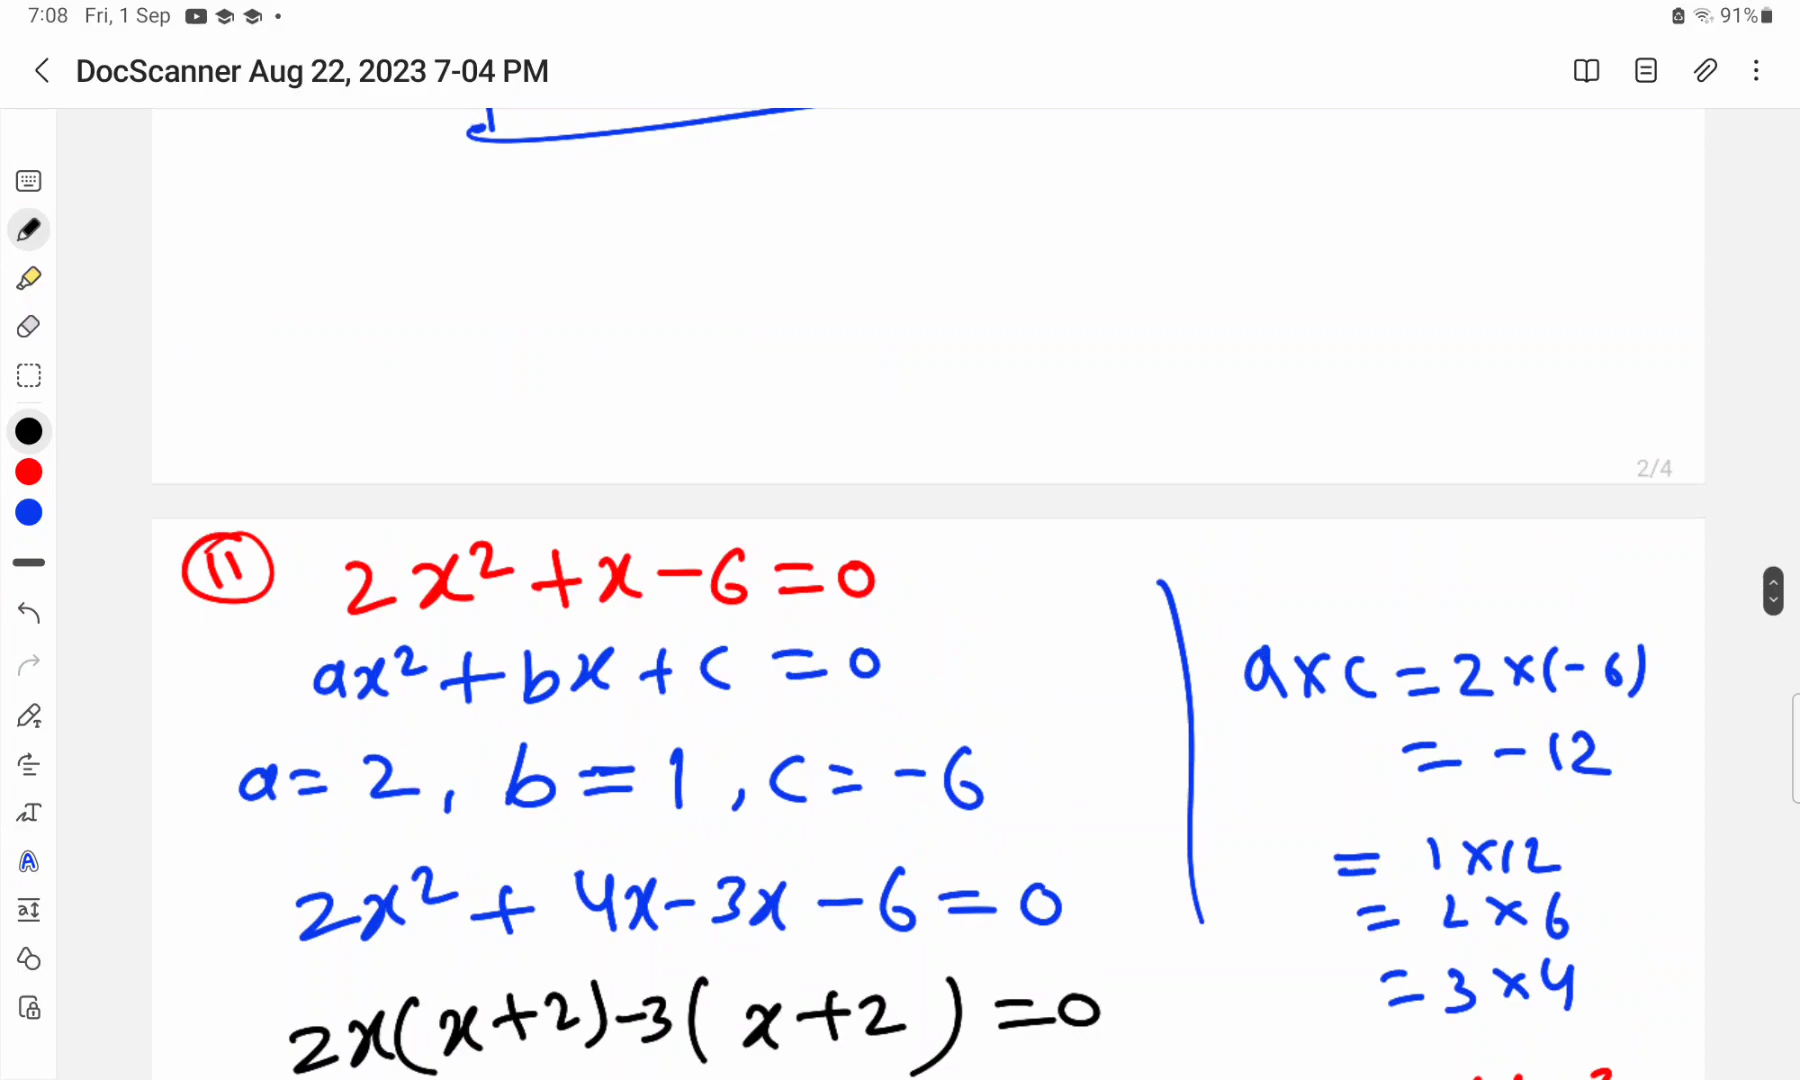 7:08 Fri, 1 Sep
91%
DocScanner Aug 22, 2023 7-04 PM
2/4
(ii) 2x² + x - 6 = 0
ax² + bx + c = 0
a = 2, b = 1, c = -6
2x² + 4x - 3x - 6 = 0
2x(x+2) - 3(x+2) = 0
a × c = 2 × (-6)
= -12
= 1 × 12
= 2 × 6
= 3 × 4